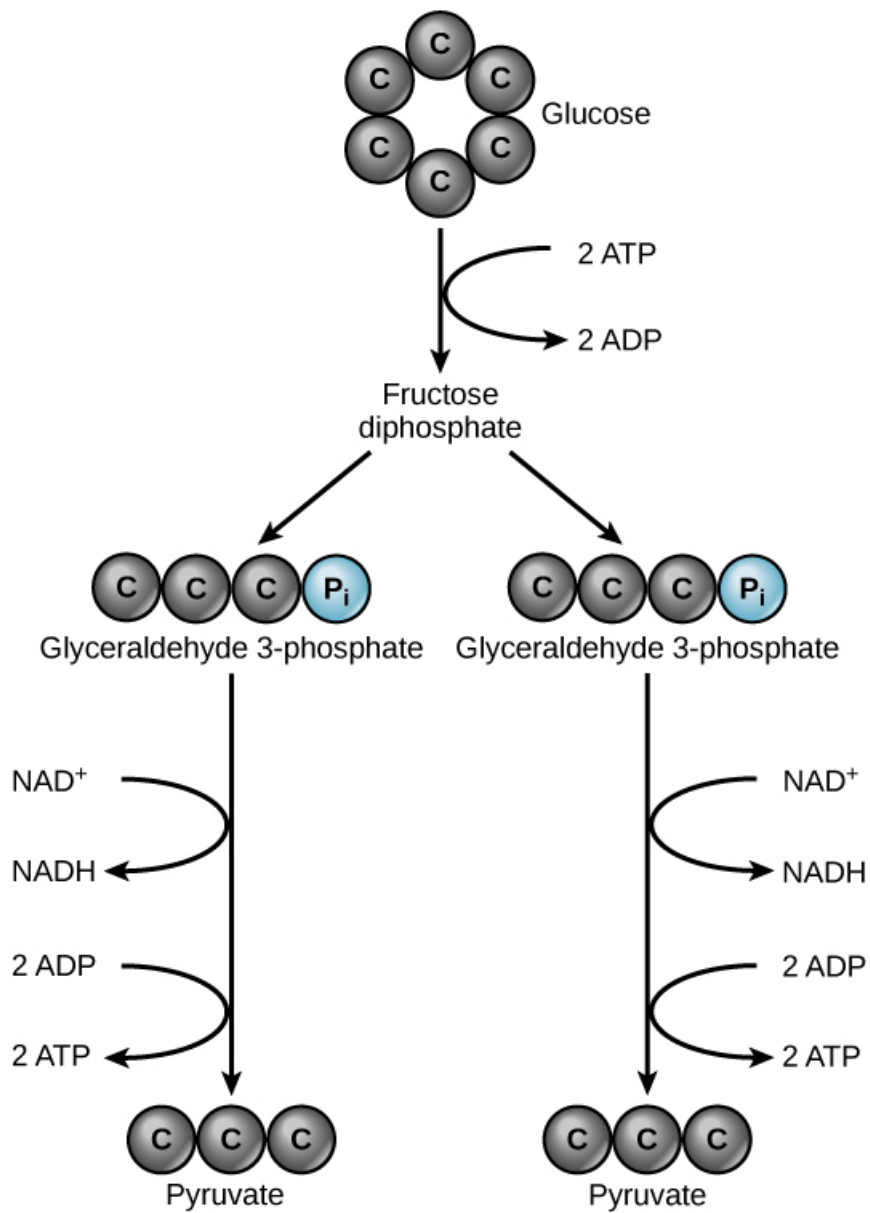 C
C
C
Glucose
C
C
C
2 ATP
2 ADP
Fructose
diphosphate
C C C Pi
C C C Pi
Glyceraldehyde 3-phosphate
Glyceraldehyde 3-phosphate
NAD+
NAD+
NADH
NADH
2 ADP
2 ADP
2 ATP
2 ATP
C C C
C C C
Pyruvate
Pyruvate